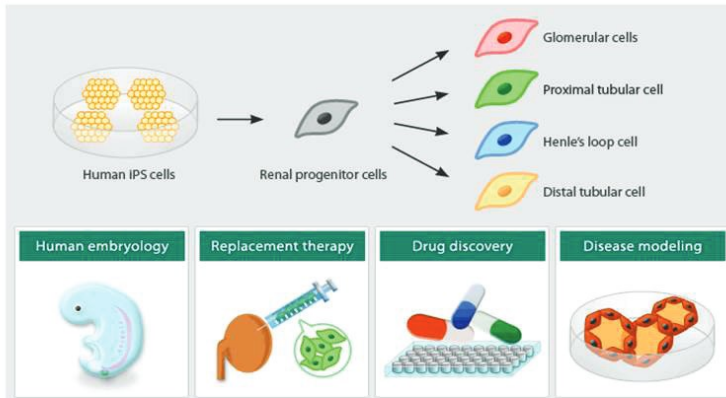 Glomerular cells
Proximal tubular cell
Henle's loop cell
Distal tubular cell
Human iPS cells
Renal progenitor cells
Human embryology
Replacement therapy
Drug discovery
Disease modeling